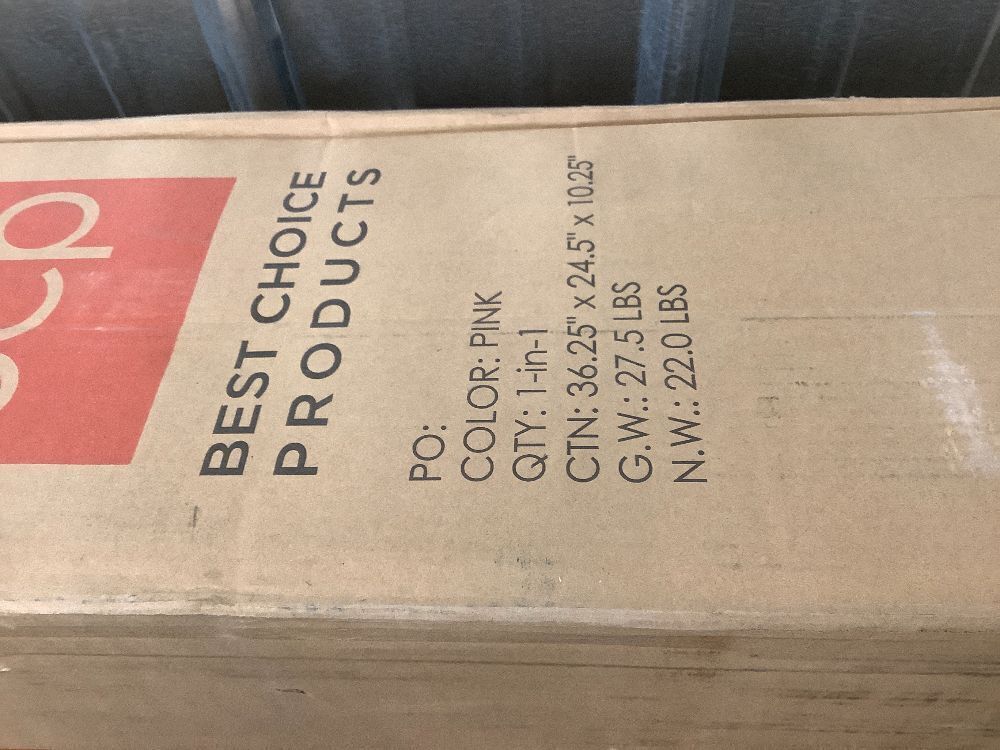 bcp
BEST CHOICE
PRODUCTS
PO:
COLOR: PINK
QTY: 1-in-1
CTN: 36.25" x 24.5" x 10.25"
G.W.: 27.5 LBS
N.W.: 22.0 LBS